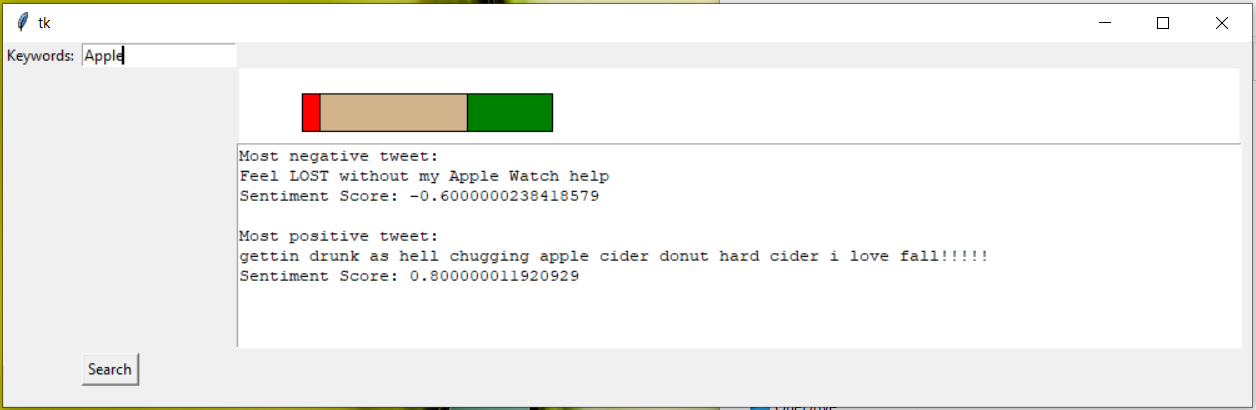 tk
Keywords: Apple
Most negative tweet:
Feel LOST without my Apple Watch help
Sentiment Score: -0.6000000238418579
Most positive tweet:
gettin drunk as hell chugging apple cider donut hard cider i love fall!!!!!
Sentiment Score: 0.800000011920929
Search